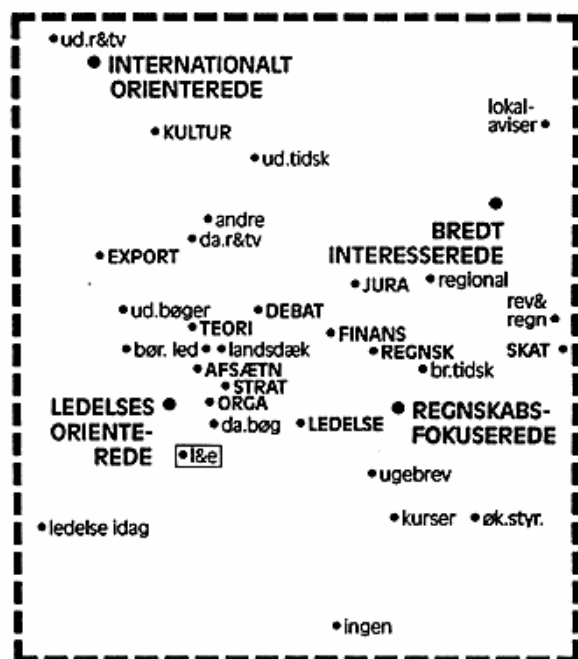 ud.r&tv
INTERNATIONALT
ORIENTEREDE
lokal-
aviser
KULTUR
ud.tidsk
andre
da.r&tv
BREDT
INTERESSEREDE
EXPORT
JURA
regional
ud.bøger
DEBAT
rev&
regn
TEORI
FINANS
bør. led
landsdæk
REGNSK
SKAT
AFSÆTN
br.tidsk
STRAT
LEDELSES
ORIENTE-
REDE
ORGA
REGNSKABS-
FOKUSEREDE
da.bøg
LEDELSE
l&e
ugebrev
ledelse idag
kurser
øk.styr.
ingen